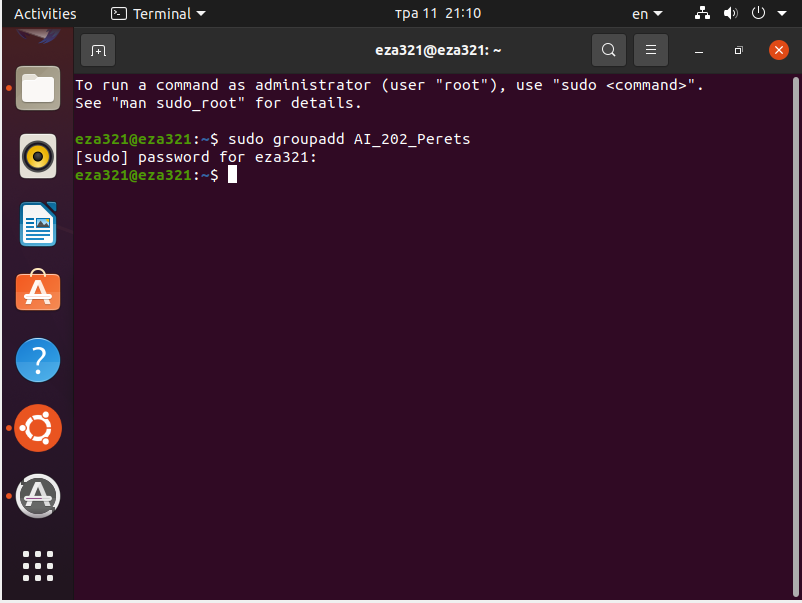 Activities Terminal тра 11 21:10 en
eza321@eza321: ~
To run a command as administrator (user "root"), use "sudo <command>".
See "man sudo_root" for details.
eza321@eza321:~$ sudo groupadd AI_202_Perets
[sudo] password for eza321:
eza321@eza321:~$